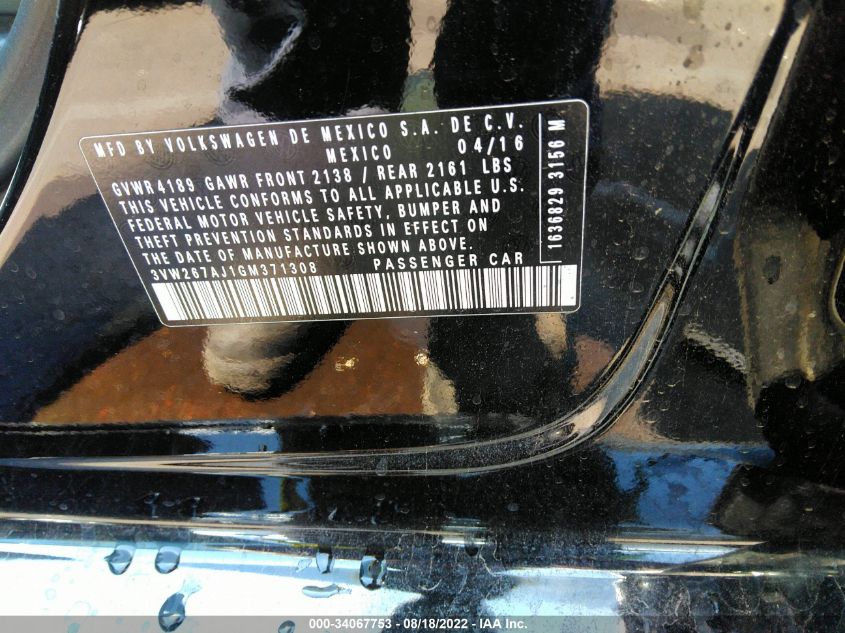 MFD BY VOLKSWAGEN DE MEXICO S.A. DE C.V.
MEXICO 04/16
GVWR 4189 GAWR FRONT 2138 / REAR 2161 LBS
THIS VEHICLE CONFORMS TO ALL APPLICABLE U.S.
FEDERAL MOTOR VEHICLE SAFETY, BUMPER AND
THEFT PREVENTION STANDARDS IN EFFECT ON
THE DATE OF MANUFACTURE SHOWN ABOVE.
3VW267AJ1GM371308 PASSENGER CAR
1636829 3156 M
000-34067753 - 08/18/2022 - IAA Inc.